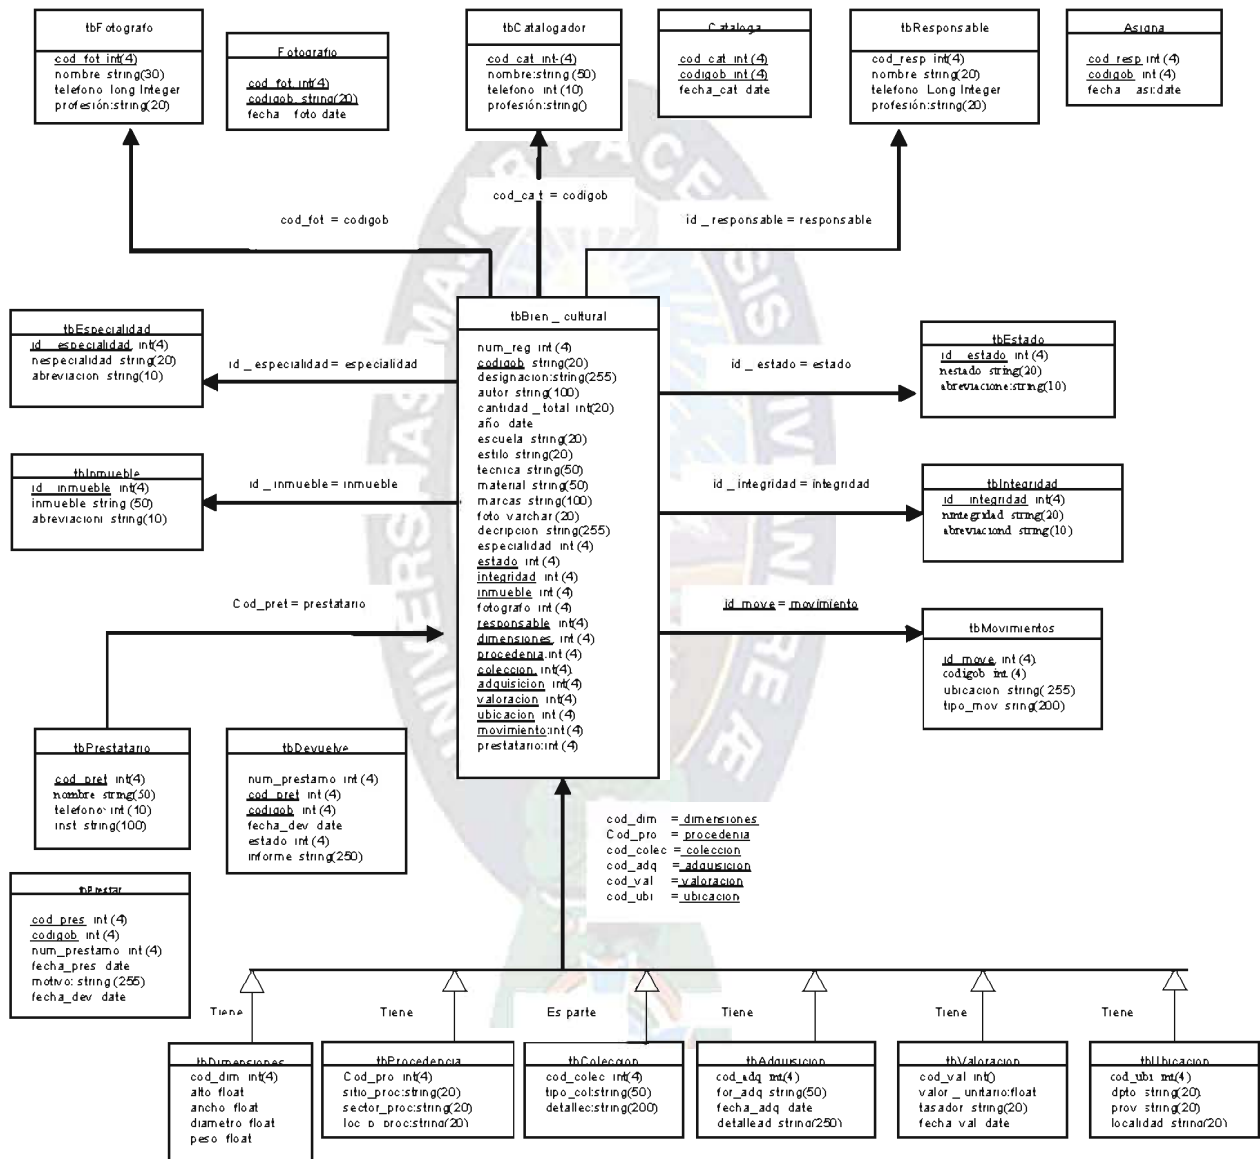 tbFotografo
cod_fot int(4)
nombre string(30)
telefono Long Integer
profesión:string(20)
Fotografio
cod_fot int(4)
codigob string(20)
fecha_foto date
tbCatalogador
cod_cat int-(4)
nombre:string (50)
telefono int (10)
profesión:string()
Cataloga
cod_cat int (4)
codigob int (4)
fecha_cat date
tbResponsable
cod_resp int (4)
nombre string (20)
telefono Long Integer
profesión:string(20)
Asigna
cod_resp int (4)
codigob int (4)
fecha_asi:date
cod_fot = codigob
cod_cat = codigob
id_responsable = responsable
tbEspecialidad
id_especialidad int(4)
nespecialidad string(20)
abreviacion string(10)
id_especialidad = especialidad
tbInmueble
id_inmueble int(4)
inmueble string (50)
abreviacioni string(10)
id_inmueble = inmueble
tbBien_cultural
num_reg int (4)
codigob string(20)
designacion:string(255)
autor string(100)
cantidad_total int(20)
año date
escuela string(20)
estilo string(20)
tecnica string(50)
material string(50)
marcas string(100)
foto varchar (20)
decripcion string(255)
especialidad int (4)
estado int (4)
integridad int (4)
inmueble int (4)
fotografo int (4)
responsable int(4)
dimensiones int (4)
procedenia int (4)
coleccion int(4)
adquisicion int(4)
valoracion int(4)
ubicacion int (4)
movimiento:int(4)
prestatario:int(4)
id_estado = estado
tbEstado
id_estado int (4)
nestado string(20)
abreviacione:string(10)
id_integridad = integridad
tbIntegridad
id_integridad int(4)
nintegridad string(20)
abreviaciond string(10)
id_move = movimiento
tbMovimientos
id_move int (4)
codigob int (4)
ubicacion string( 255)
tipo_mov sring(200)
Cod_pret = prestatario
tbPrestatario
cod_pret int(4)
nombre string(50)
telefono int (10)
inst string(100)
tbDevuelve
num_prestamo int (4)
cod_pret int (4)
codigob int (4)
fecha_dev date
estado int (4)
informe string(250)
tbPrestar
cod_pres int (4)
codigob int (4)
num_prestamo int (4)
fecha_pres date
motivo: string (255)
fecha_dev date
cod_dim = dimensiones
Cod_pro = procedenia
cod_colec = coleccion
cod_adq = adquisicion
cod_val = valoracion
cod_ubi = ubicacion
Tiene
Tiene
Es parte
Tiene
Tiene
Tiene
tbDimensiones
cod_dim int(4)
alto float
ancho float
diametro float
peso float
tbProcedencia
Cod_pro int(4)
sitio_proc:string(20)
sector_proc:string(20)
loc_p_proc:string(20)
tbColeccion
cod_colec int(4)
tipo_col:string(50)
detallec:string(200)
tbAdquisicion
cod_adq int(4)
for_adq string(50)
fecha_adq date
detallead string(250)
tbValoracion
cod_val int()
valor_unitario:float
tasador string(20)
fecha_val date
tbUbicacion
cod_ubi int(4)
dpto string(20)
prov string(20)
localidad string(20)